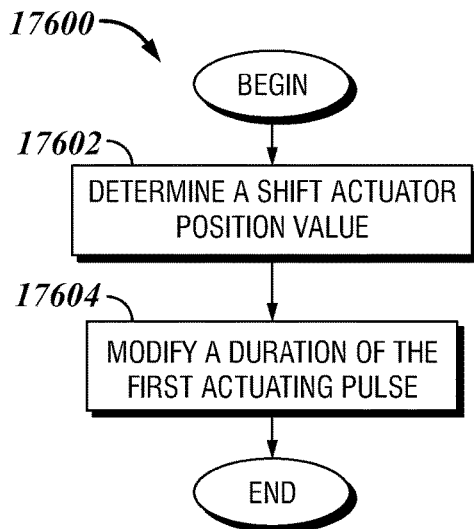 17600
BEGIN
17602
DETERMINE A SHIFT ACTUATOR
POSITION VALUE
17604
MODIFY A DURATION OF THE
FIRST ACTUATING PULSE
END